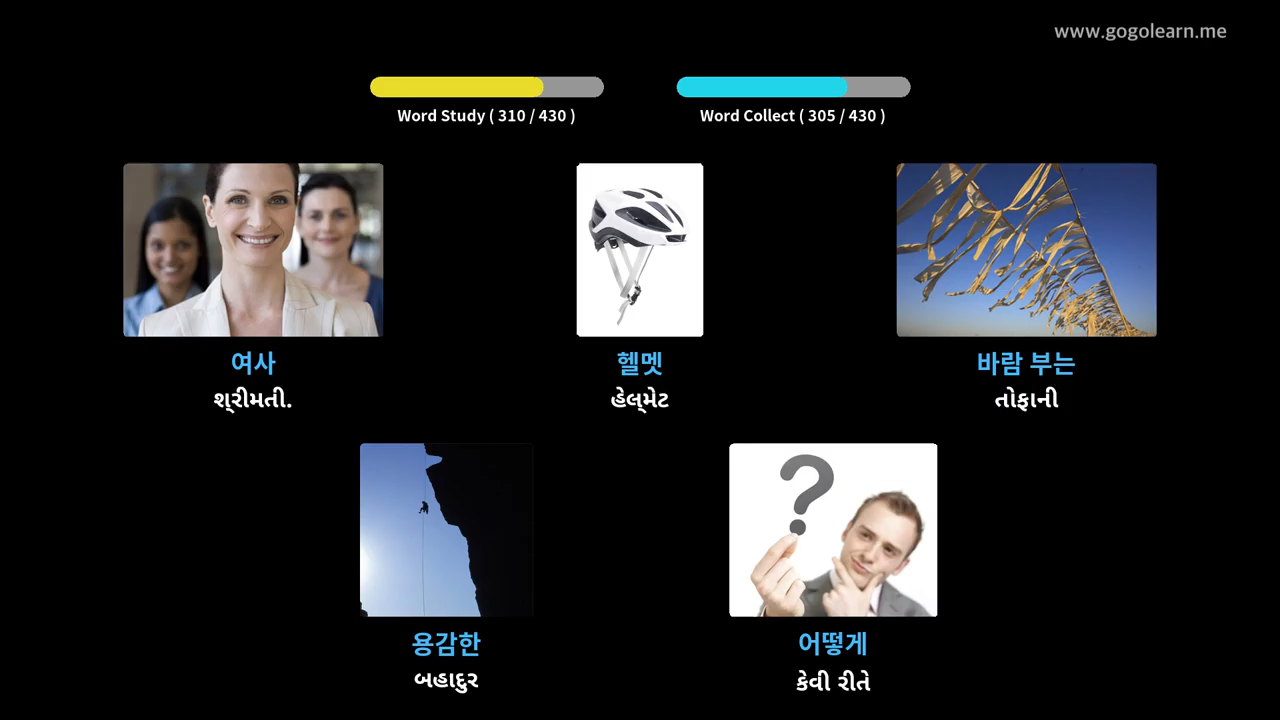 www.gogolearn.me
Word Study ( 310 / 430 )
Word Collect ( 305 / 430 )
여사
શ્રીમતી.
헬멧
હેલ્મેટ
바람 부는
તોફાની
용감한
બહાદુર
어떻게
કેવી રીતે